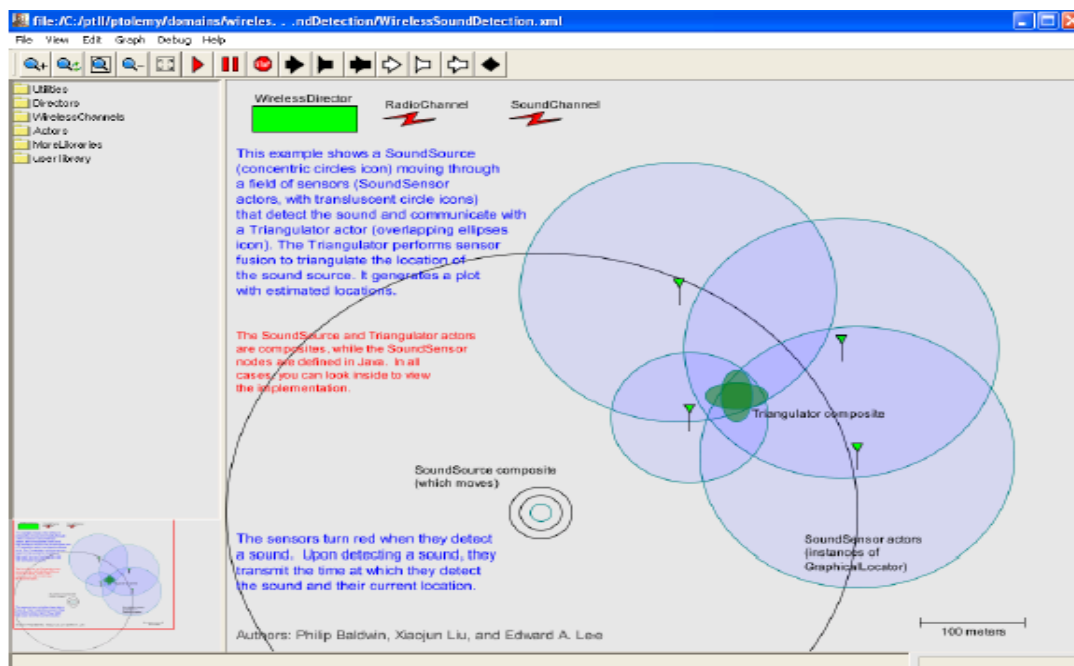 file:/C:/ptII/ptolemy/domains/wireles. . .ndDetection/WirelessSoundDetection.xml
File View Edit Graph Debug Help
Utilities
Directors
WirelessChannels
Actors
MoreLibraries
user library
WirelessDirector
RadioChannel
SoundChannel
This example shows a SoundSource
(concentric circles icon) moving through
a field of sensors (SoundSensor
actors, with translucent circle icons)
that detect the sound and communicate with
a Triangulator actor (overlapping ellipses
icon). The Triangulator performs sensor
fusion to triangulate the location of
the sound source. It generates a plot
with estimated locations.
The SoundSource and Triangulator actors
are composites, while the SoundSensor
nodes are defined in Java. In all
cases, you can look inside to view
the implementation.
Triangulator composite
SoundSource composite
(which moves)
The sensors turn red when they detect
a sound. Upon detecting a sound, they
transmit the time at which they detect
the sound and their current location.
SoundSensor actors
(instances of
GraphicalLocator)
Authors: Philip Baldwin, Xiaojun Liu, and Edward A. Lee
100 meters